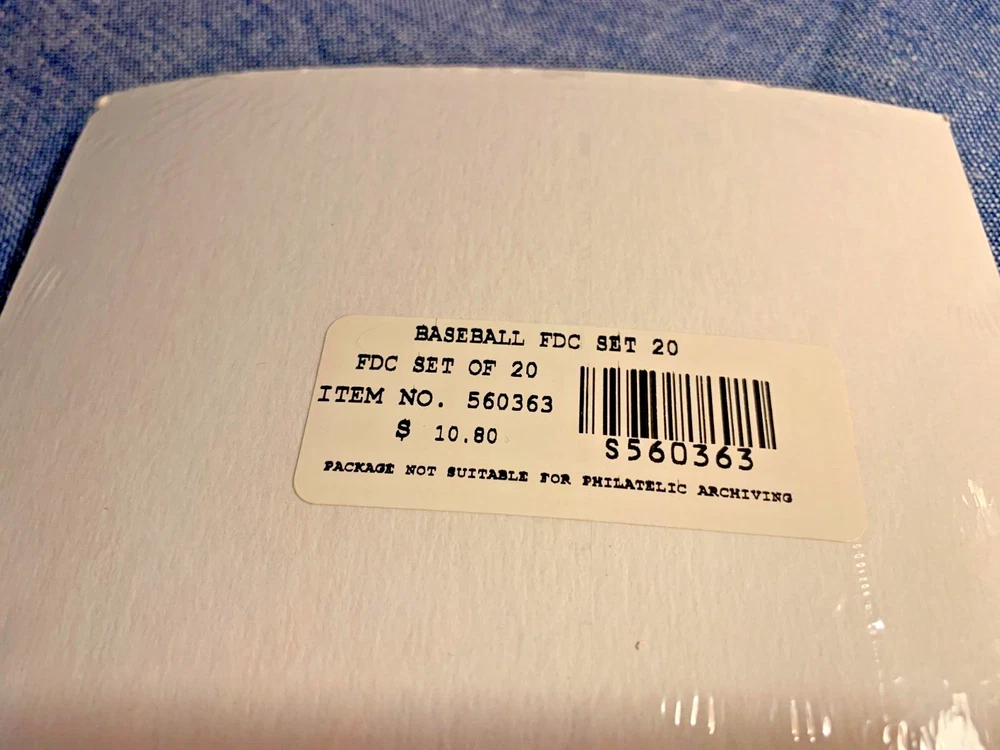 BASEBALL FDC SET 20
FDC SET OF 20
ITEM NO. 560363
$ 10.80
S560363
PACKAGE NOT SUITABLE FOR PHILATELIC ARCHIVING